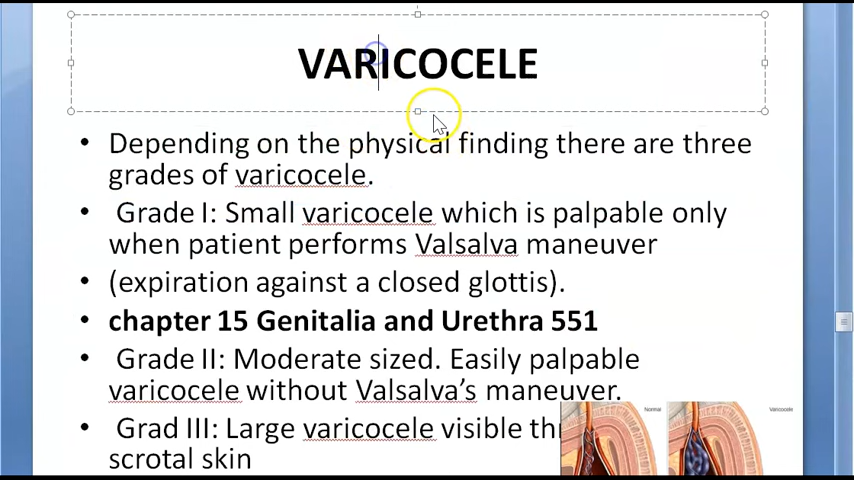 VARICOCELE
• Depending on the physical finding there are three
grades of varicocele.
• Grade I: Small varicocele which is palpable only
when patient performs Valsalva maneuver
• (expiration against a closed glottis).
• chapter 15 Genitalia and Urethra 551
• Grade II: Moderate sized. Easily palpable
varicocele without Valsalva’s maneuver.
• Grad III: Large varicocele visible
scrotal skin
Normal
Varicocele